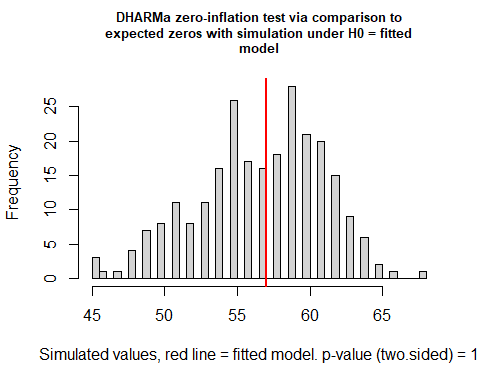 DHARMa zero-inflation test via comparison to
expected zeros with simulation under H0 = fitted
model
Frequency
25
20
15
10
5
0
45 50 55 60 65
Simulated values, red line = fitted model. p-value (two.sided) = 1